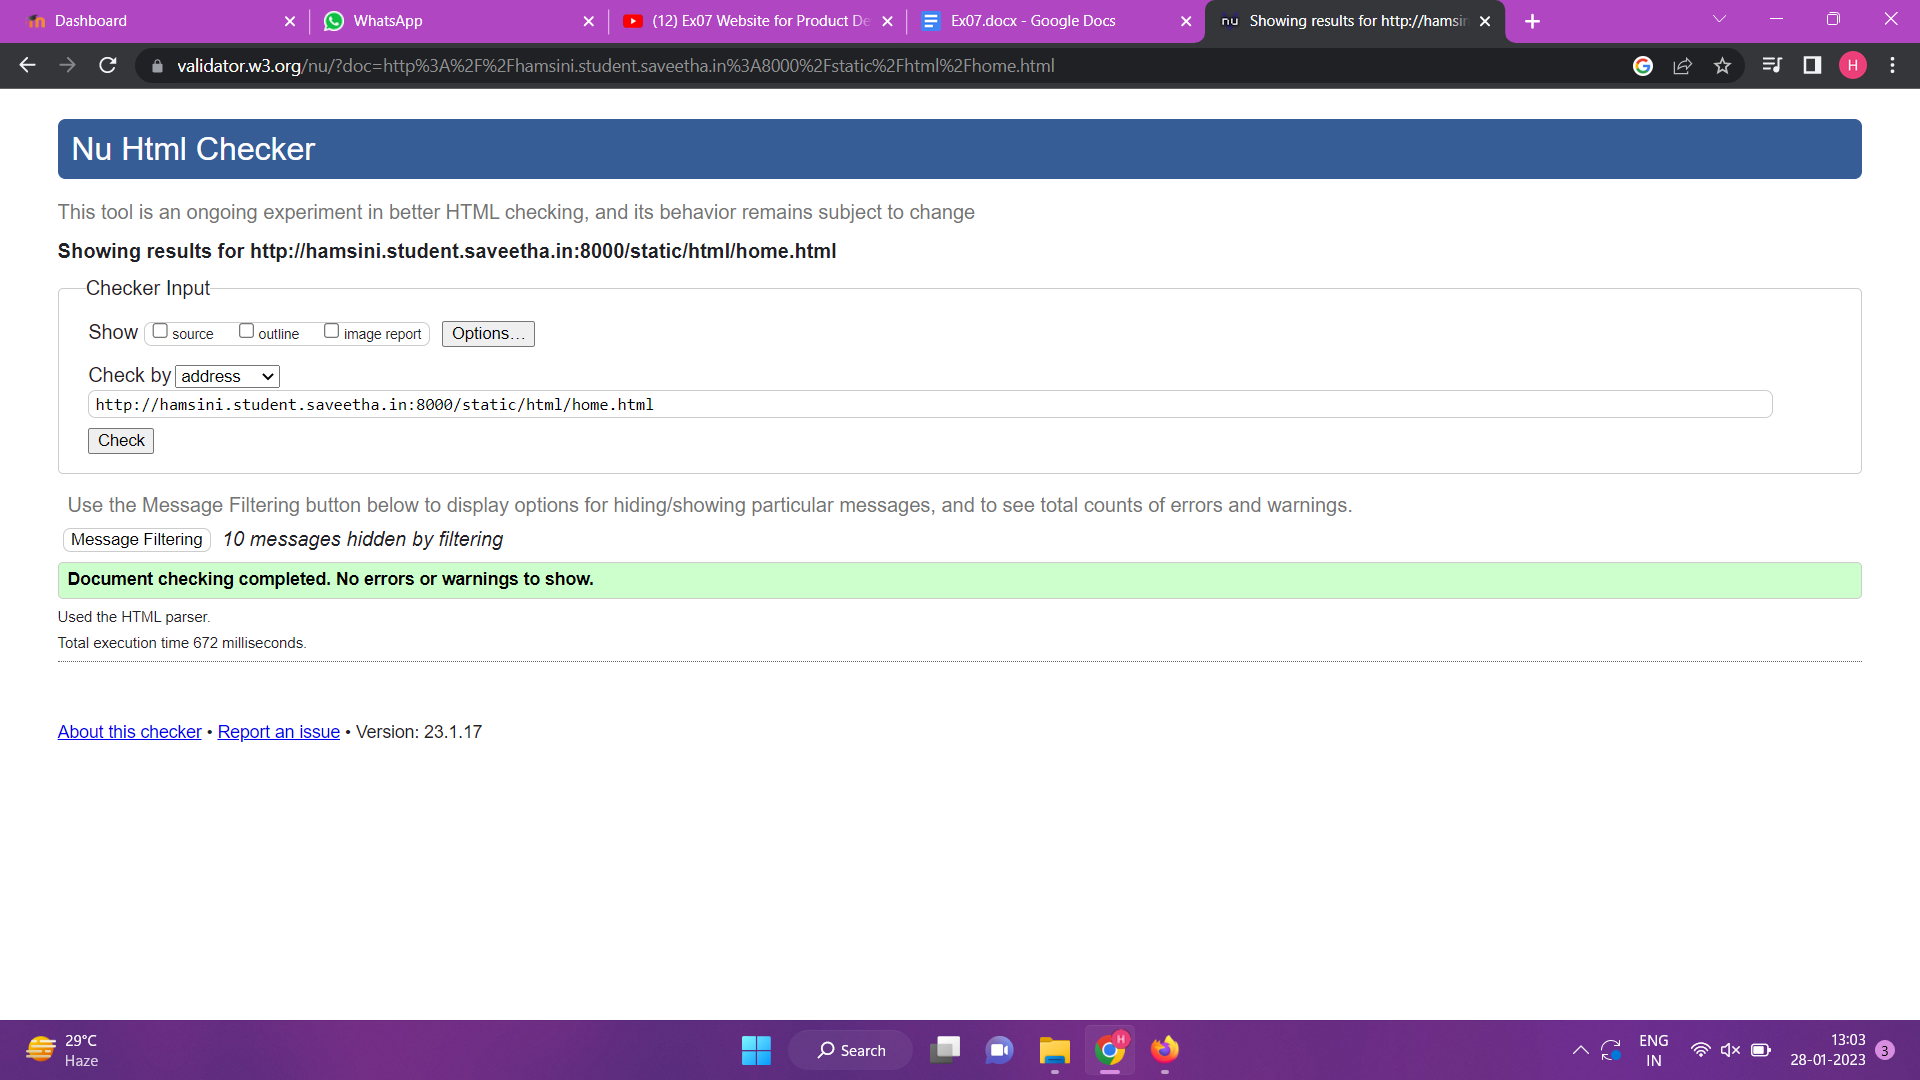 Dashboard
WhatsApp
(12) Ex07 Website for Product De
Ex07.docx - Google Docs
nu Showing results for http://hamsin
validator.w3.org/nu/?doc=http%3A%2F%2Fhamsini.student.saveetha.in%3A8000%2Fstatic%2Fhtml%2Fhome.html
H
Nu Html Checker
This tool is an ongoing experiment in better HTML checking, and its behavior remains subject to change
Showing results for http://hamsini.student.saveetha.in:8000/static/html/home.html
Checker Input
Show source outline image report Options...
Check by address
http://hamsini.student.saveetha.in:8000/static/html/home.html
Check
Use the Message Filtering button below to display options for hiding/showing particular messages, and to see total counts of errors and warnings.
Message Filtering 10 messages hidden by filtering
Document checking completed. No errors or warnings to show.
Used the HTML parser.
Total execution time 672 milliseconds.
About this checker • Report an issue • Version: 23.1.17
29°C
Haze
Search
H
ENG
IN
13:03
28-01-2023
3